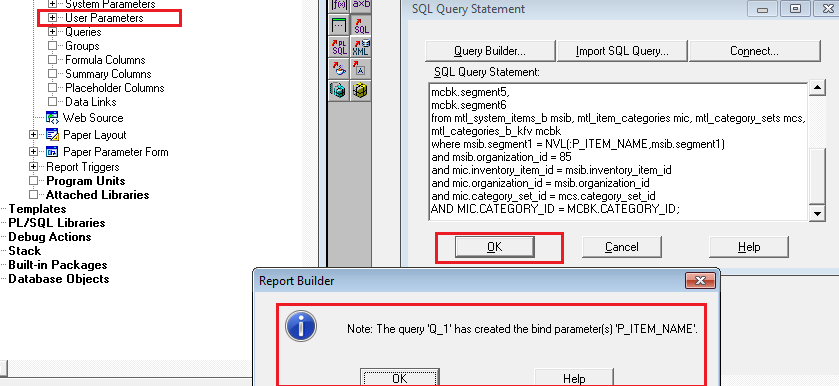 System Parameters
User Parameters
Queries
Groups
Formula Columns
Summary Columns
Placeholder Columns
Data Links
Web Source
Paper Layout
Paper Parameter Form
Report Triggers
Program Units
Attached Libraries
Templates
PL/SQL Libraries
Debug Actions
Stack
Built-in Packages
Database Objects
f(x) a×b
SQL
PL
SQL
XML
SQL Query Statement
Query Builder...
Import SQL Query...
Connect...
SQL Query Statement:
mcbk.segment5,
mcbk.segment6
from mtl_system_items_b msib, mtl_item_categories mic, mtl_category_sets mcs,
mtl_categories_b_kfv mcbk
where msib.segment1 = NVL(:P_ITEM_NAME,msib.segment1)
and msib.organization_id = 85
and mic.inventory_item_id = msib.inventory_item_id
and mic.organization_id = msib.organization_id
and mic.category_set_id = mcs.category_set_id
AND MIC.CATEGORY_ID = MCBK.CATEGORY_ID;
OK
Cancel
Help
Report Builder
Note: The query 'Q_1' has created the bind parameter(s) 'P_ITEM_NAME'.
OK
Help